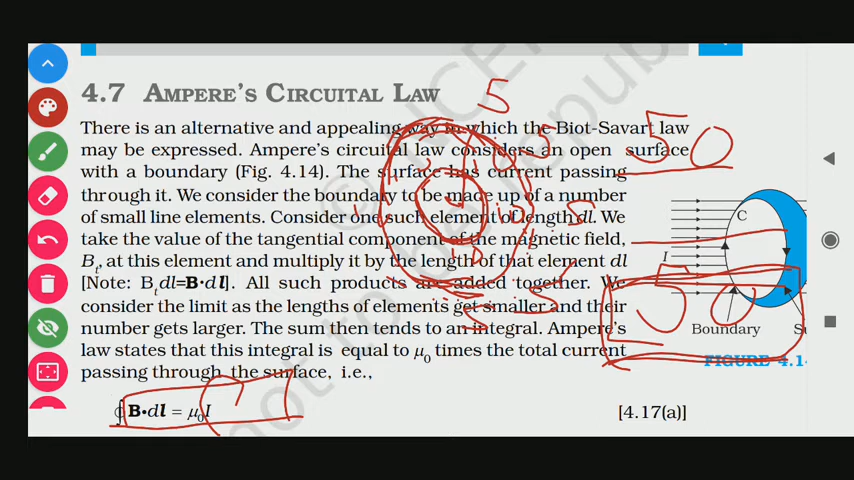 4.7 AMPERE'S CIRCUITAL LAW
There is an alternative and appealing way in which the Biot-Savart law
may be expressed. Ampere's circuital law considers an open surface
with a boundary (Fig. 4.14). The surface has current passing
through it. We consider the boundary to be made up of a number
of small line elements. Consider one such element of length dl. We
take the value of the tangential component of the magnetic field,
Bt, at this element and multiply it by the length of that element dl
[Note: Btdl=B·dl]. All such products are added together. We
consider the limit as the lengths of elements get smaller and their
number gets larger. The sum then tends to an integral. Ampere's
law states that this integral is equal to μ0 times the total current
passing through the surface, i.e.,
∮B·dl = μ0I [4.17(a)]
C
I
Boundary
FIGURE 4.14
5
50
5
5
50